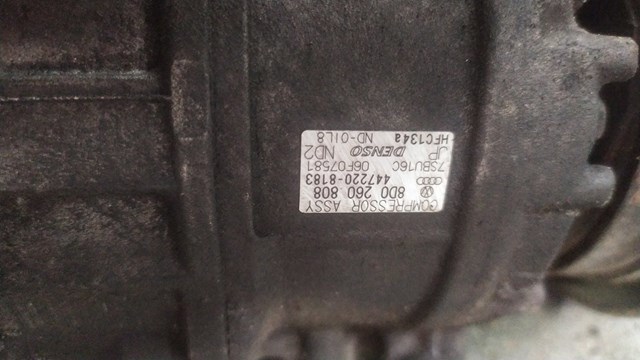 COMPRESSOR ASSY
8D0 260 808
447220-8183
7SBU16C 06F07581
JP DENSO ND2
HFC134a ND-OIL8